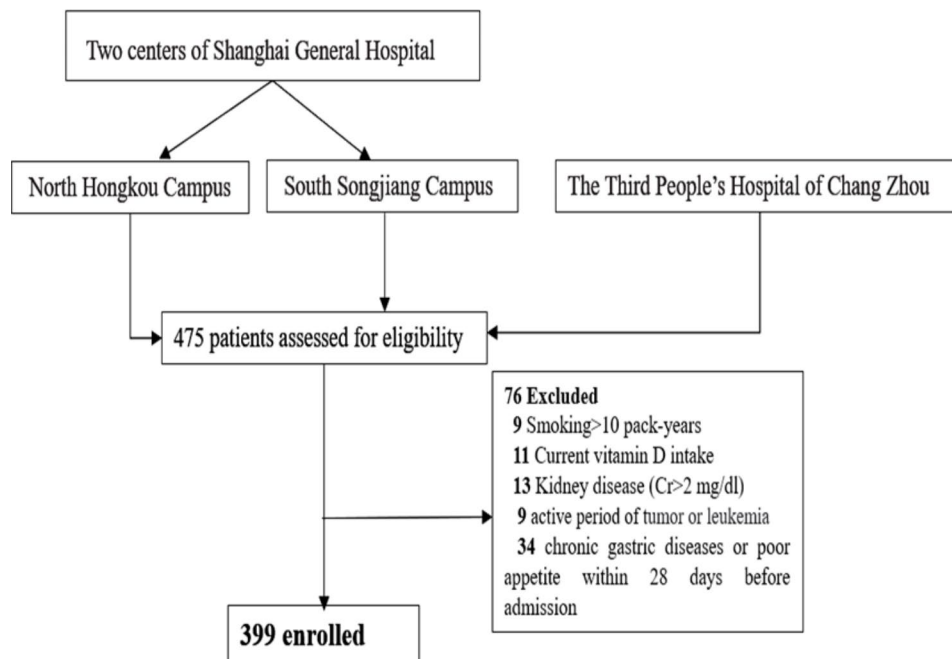 Two centers of Shanghai General Hospital
North Hongkou Campus
South Songjiang Campus
The Third People's Hospital of Chang Zhou
475 patients assessed for eligibility
76 Excluded
9 Smoking>10 pack-years
11 Current vitamin D intake
13 Kidney disease (Cr>2 mg/dl)
9 active period of tumor or leukemia
34 chronic gastric diseases or poor
appetite within 28 days before
admission
399 enrolled